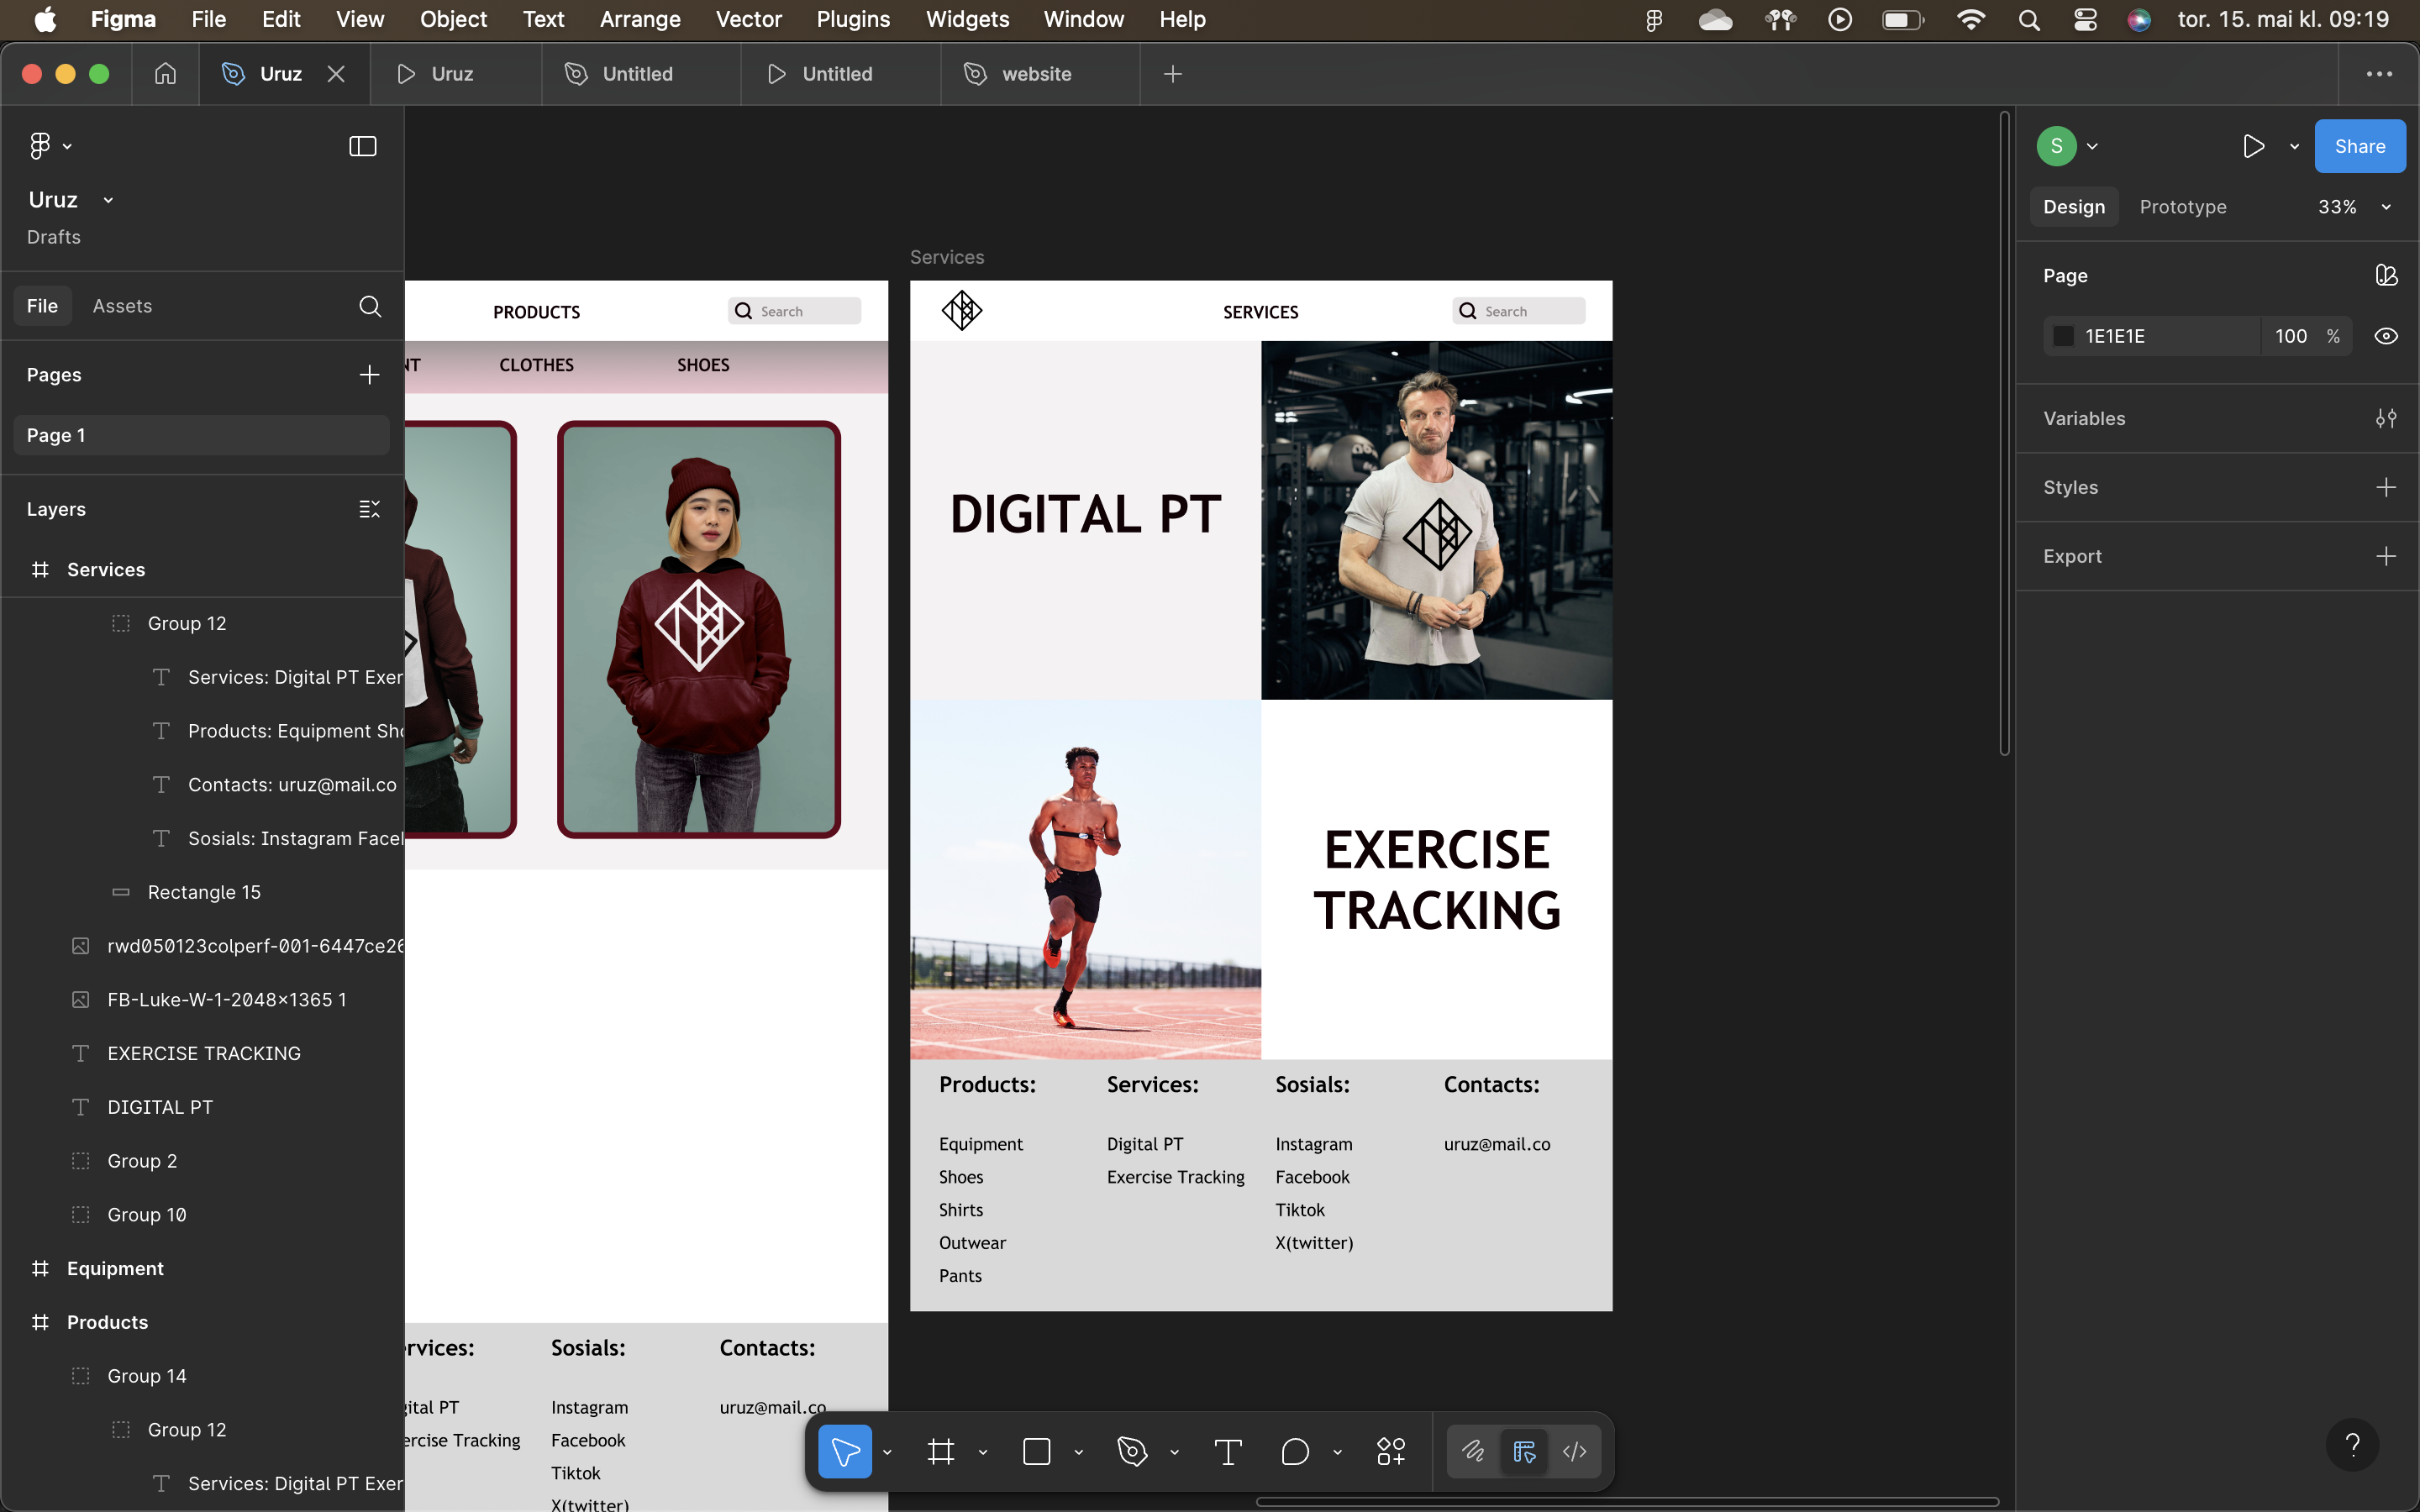 Figma File Edit View Object Text Arrange Vector Plugins Widgets Window Help tor. 15. mai kl. 09:19
Uruz Uruz Untitled Untitled website
Uruz
Drafts
File Assets
Pages
Page 1
Layers
Services
Group 12
Services: Digital PT Exer
Products: Equipment Sh
Contacts: uruz@mail.co
Sosials: Instagram Face
Rectangle 15
rwd050123colperf-001-6447ce26
FB-Luke-W-1-2048×1365 1
EXERCISE TRACKING
DIGITAL PT
Group 2
Group 10
Equipment
Products
Group 14
Group 12
Services: Digital PT Exer
PRODUCTS
Search
NT CLOTHES SHOES
rvices: Sosials: Contacts:
gital PT Instagram uruz@mail.co
ercise Tracking Facebook
Tiktok
X(twitter)
Services
SERVICES
Search
DIGITAL PT
EXERCISE
TRACKING
Products: Services: Sosials: Contacts:
Equipment Digital PT Instagram uruz@mail.co
Shoes Exercise Tracking Facebook
Shirts Tiktok
Outwear X(twitter)
Pants
S Share
Design Prototype 33%
Page
1E1E1E 100 %
Variables
Styles
Export
?